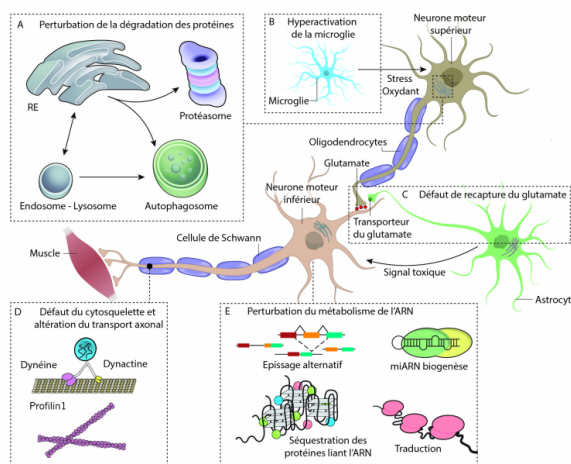 A Perturbation de la dégradation des protéines
RE
Protéasome
Endosome - Lysosome
Autophagosome
B Hyperactivation
de la microglie
Microglie
Neurone moteur
supérieur
Stress
Oxydant
Oligodendrocytes
Glutamate
Neurone moteur
inférieur
C Défaut de recapture du glutamate
Transporteur
du glutamate
Cellule de Schwann
Muscle
Signal toxique
Astrocyt
D Défaut du cytosquelette et
altération du transport axonal
Dynéine
Dynactine
Profilin1
E Perturbation du métabolisme de l'ARN
Epissage alternatif
miARN biogenèse
Séquestration des
protéines liant l'ARN
Traduction